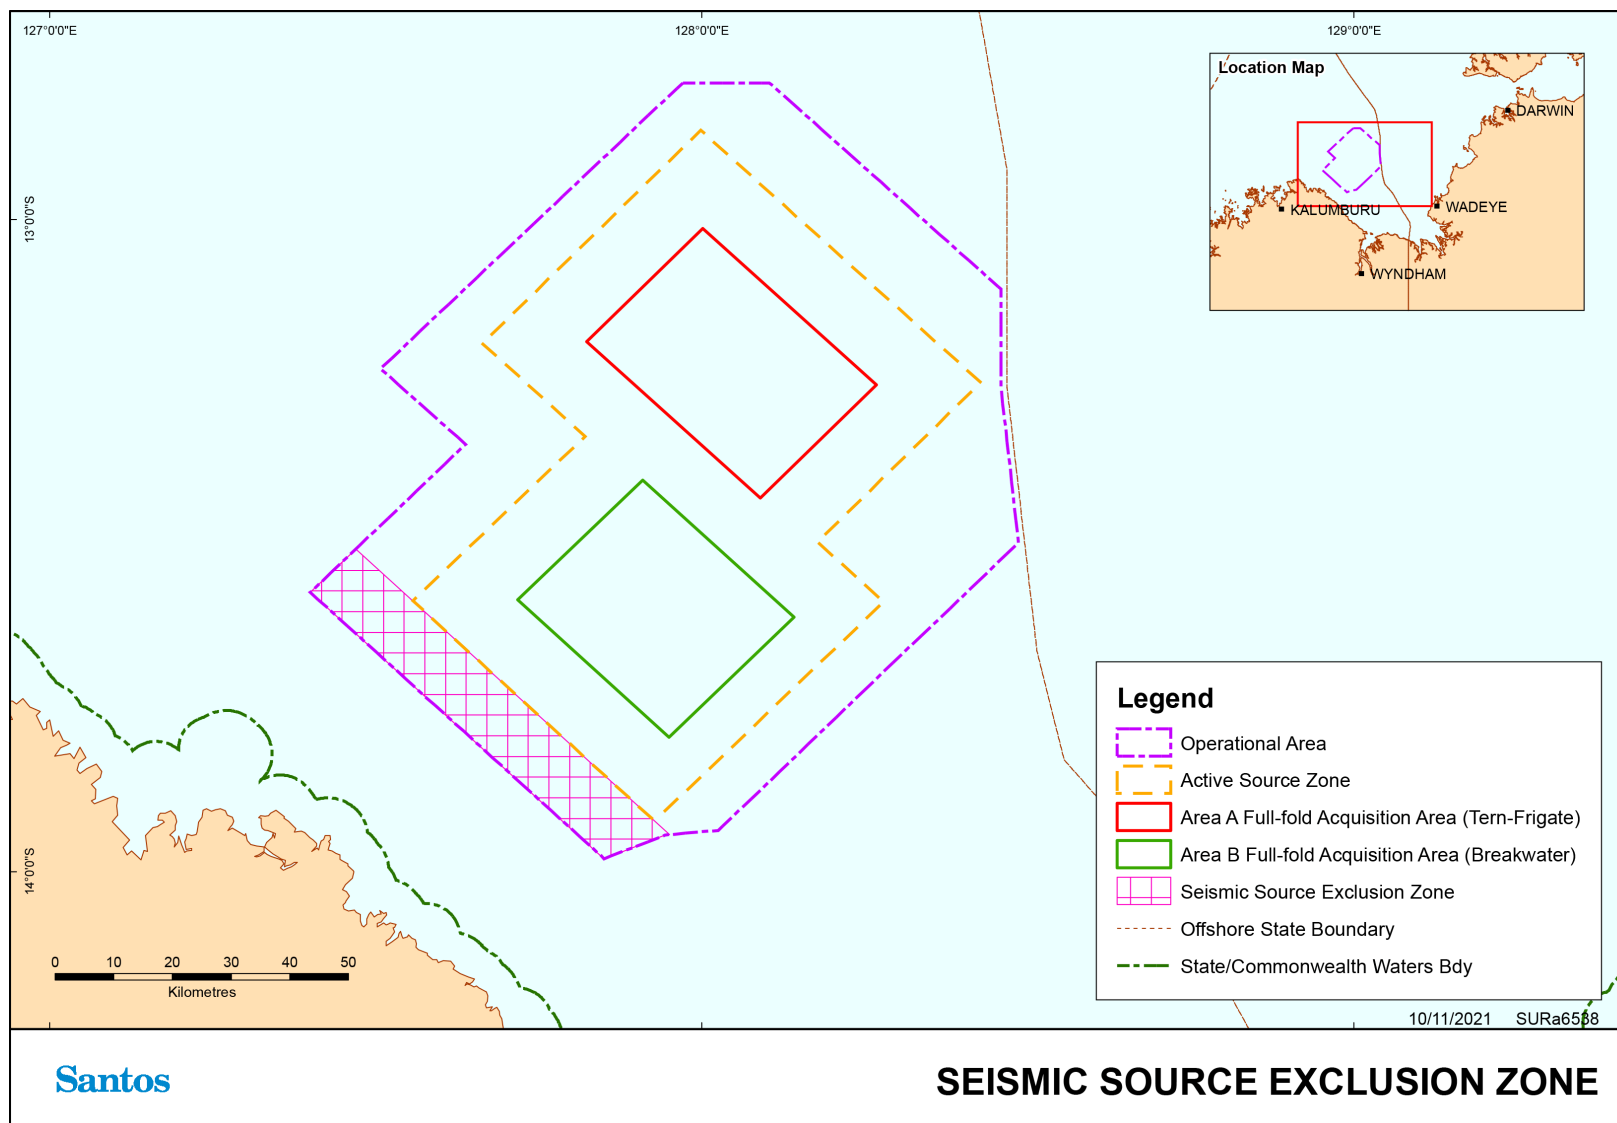 127°0'0"E
128°0'0"E
129°0'0"E
Location Map
DARWIN
KALUMBURU
WADEYE
WYNDHAM
13°0'0"S
14°0'0"S
Legend
Operational Area
Active Source Zone
Area A Full-fold Acquisition Area (Tern-Frigate)
Area B Full-fold Acquisition Area (Breakwater)
Seismic Source Exclusion Zone
Offshore State Boundary
State/Commonwealth Waters Bdy
0 10 20 30 40 50
Kilometres
10/11/2021 SURa6538
Santos
SEISMIC SOURCE EXCLUSION ZONE